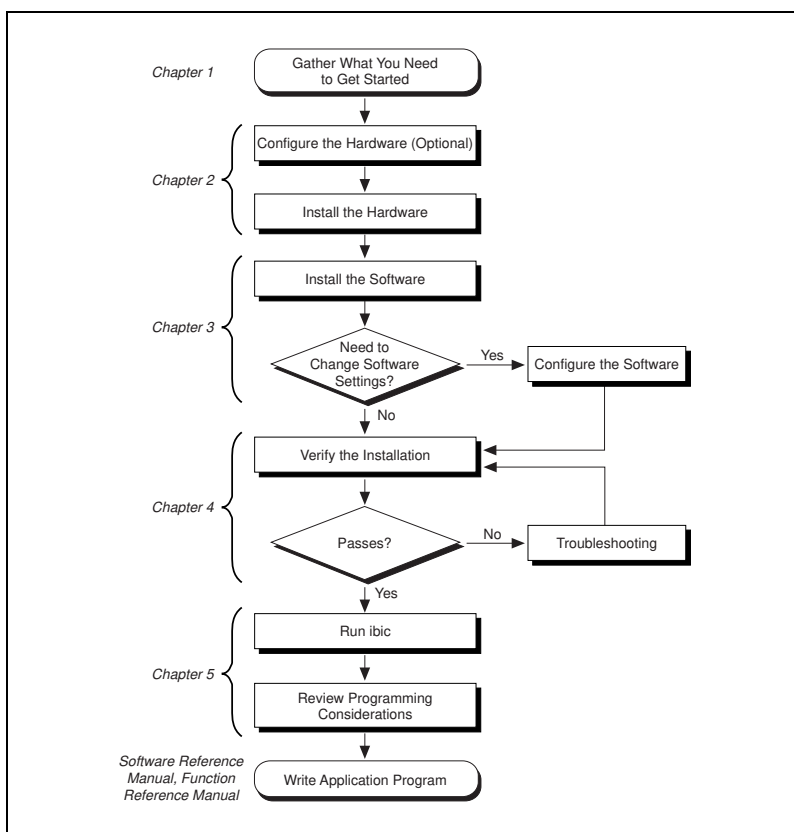 Chapter 1
Gather What You Need
to Get Started
Configure the Hardware (Optional)
Chapter 2
Install the Hardware
Install the Software
Chapter 3
Need to
Change Software
Settings?
Yes
Configure the Software
No
Verify the Installation
Chapter 4
Passes?
No
Troubleshooting
Yes
Run ibic
Chapter 5
Review Programming
Considerations
Software Reference
Manual, Function
Reference Manual
Write Application Program